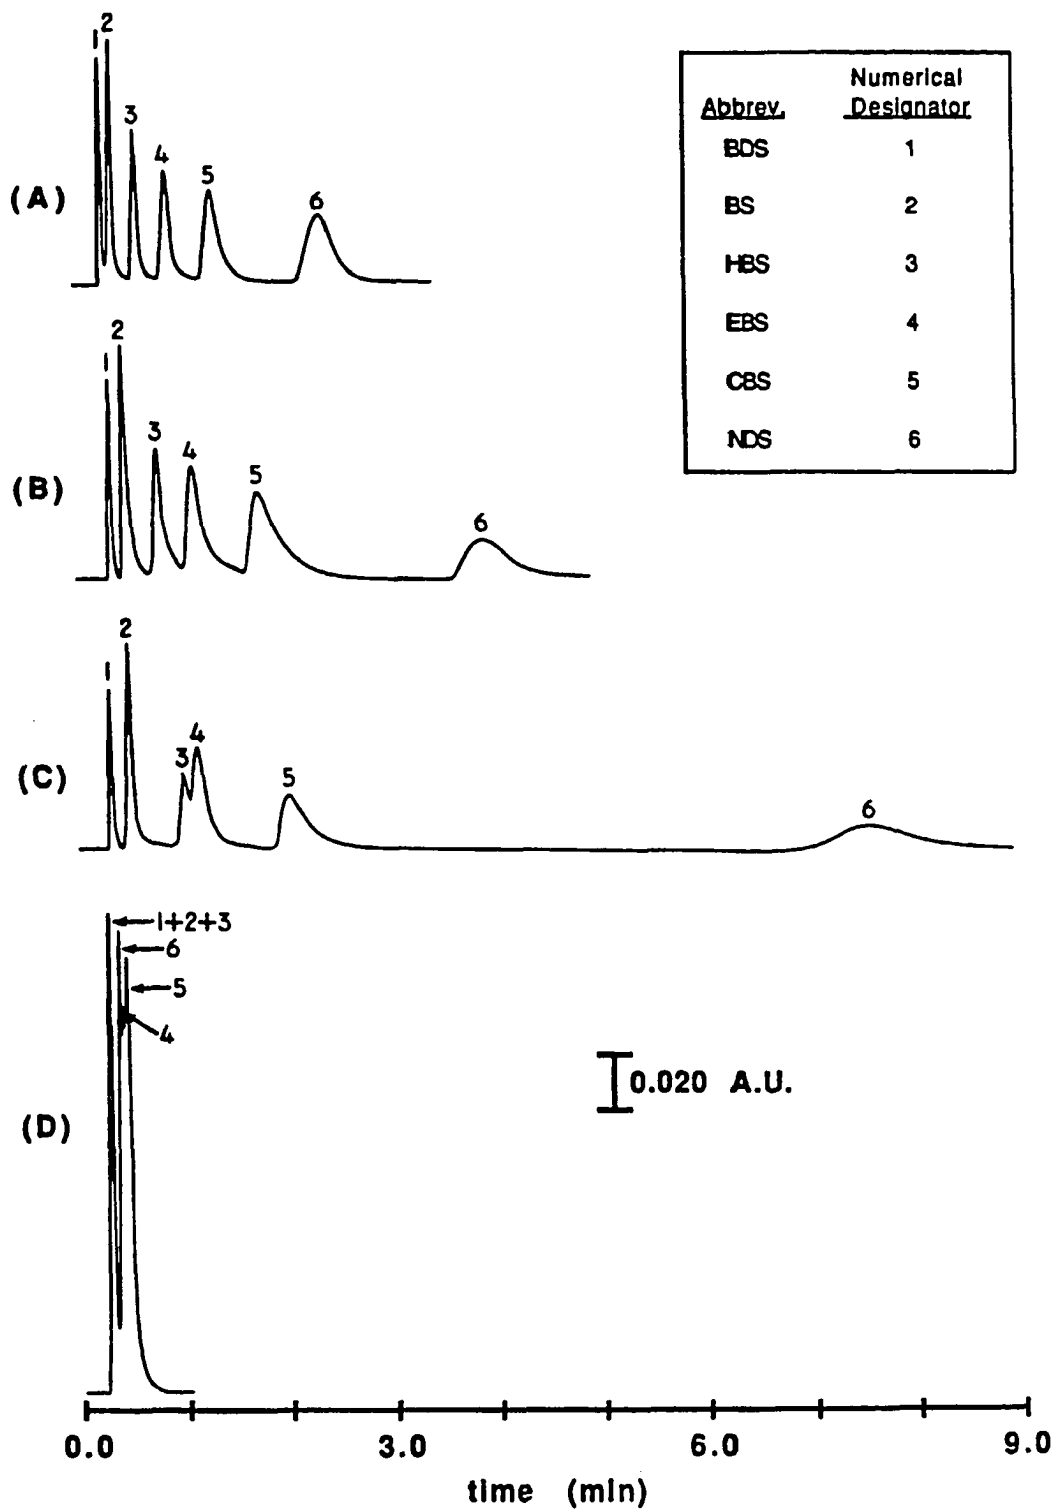 2
1
3
4
5
6
(A)
Numerical
Abbrev. Designator
BDS 1
BS 2
HBS 3
EBS 4
CBS 5
NDS 6
2
1
3
4
5
6
(B)
2
1
3
4
5
6
(C)
1+2+3
6
5
4
0.020 A.U.
(D)
0.0 3.0 6.0 9.0
time (min)